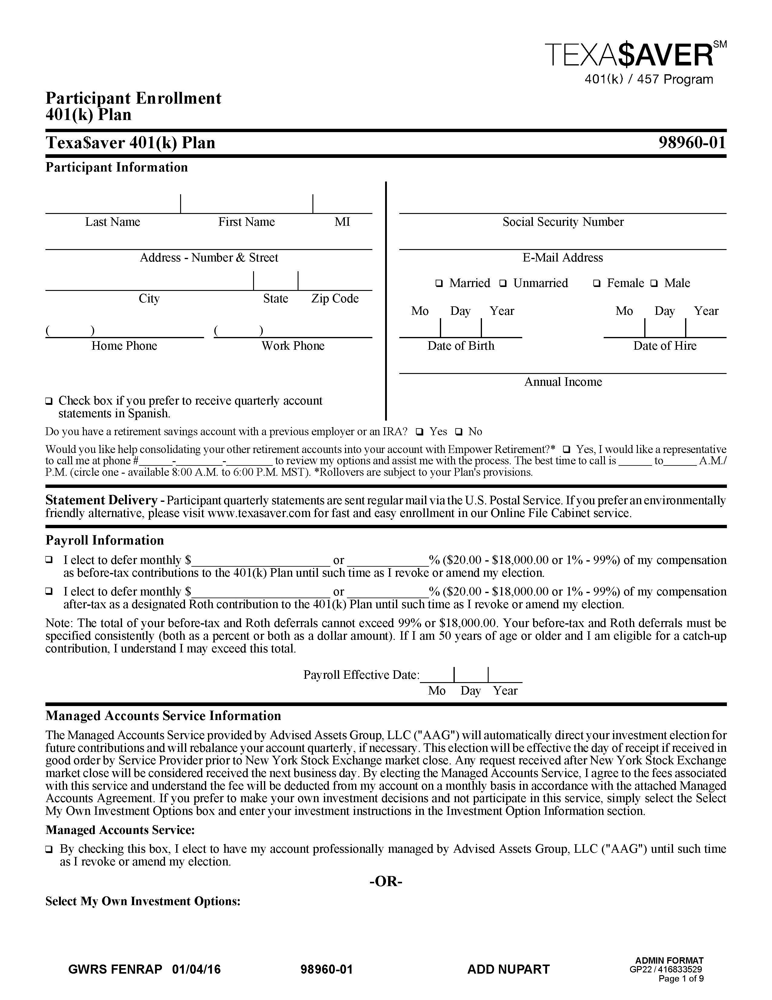 TEXA$AVER℠
401(k) / 457 Program
Participant Enrollment
401(k) Plan
Texa$aver 401(k) Plan 98960-01
Participant Information
Last Name First Name MI
Social Security Number
Address - Number & Street
E-Mail Address
❑ Married ❑ Unmarried ❑ Female ❑ Male
City State Zip Code
Mo Day Year Mo Day Year
( ) ( )
Home Phone Work Phone
Date of Birth Date of Hire
Annual Income
❑ Check box if you prefer to receive quarterly account
statements in Spanish.
Do you have a retirement savings account with a previous employer or an IRA? ❑ Yes ❑ No
Would you like help consolidating your other retirement accounts into your account with Empower Retirement?* ❑ Yes, I would like a representative
to call me at phone #______-________-________ to review my options and assist me with the process. The best time to call is ______ to______ A.M./
P.M. (circle one - available 8:00 A.M. to 6:00 P.M. MST). *Rollovers are subject to your Plan's provisions.
Statement Delivery - Participant quarterly statements are sent regular mail via the U.S. Postal Service. If you prefer an environmentally
friendly alternative, please visit www.texasaver.com for fast and easy enrollment in our Online File Cabinet service.
Payroll Information
❑ I elect to defer monthly $______________________ or _____________% ($20.00 - $18,000.00 or 1% - 99%) of my compensation
as before-tax contributions to the 401(k) Plan until such time as I revoke or amend my election.
❑ I elect to defer monthly $______________________ or _____________% ($20.00 - $18,000.00 or 1% - 99%) of my compensation
after-tax as a designated Roth contribution to the 401(k) Plan until such time as I revoke or amend my election.
Note: The total of your before-tax and Roth deferrals cannot exceed 99% or $18,000.00. Your before-tax and Roth deferrals must be
specified consistently (both as a percent or both as a dollar amount). If I am 50 years of age or older and I am eligible for a catch-up
contribution, I understand I may exceed this total.
Payroll Effective Date:
Mo Day Year
Managed Accounts Service Information
The Managed Accounts Service provided by Advised Assets Group, LLC ("AAG") will automatically direct your investment election for
future contributions and will rebalance your account quarterly, if necessary. This election will be effective the day of receipt if received in
good order by Service Provider prior to New York Stock Exchange market close. Any request received after New York Stock Exchange
market close will be considered received the next business day. By electing the Managed Accounts Service, I agree to the fees associated
with this service and understand the fee will be deducted from my account on a monthly basis in accordance with the attached Managed
Accounts Agreement. If you prefer to make your own investment decisions and not participate in this service, simply select the Select
My Own Investment Options box and enter your investment instructions in the Investment Option Information section.
Managed Accounts Service:
❑ By checking this box, I elect to have my account professionally managed by Advised Assets Group, LLC ("AAG") until such time
as I revoke or amend my election.
-OR-
Select My Own Investment Options:
GWRS FENRAP 01/04/16 98960-01 ADD NUPART
ADMIN FORMAT
GP22 / 416833529
Page 1 of 9